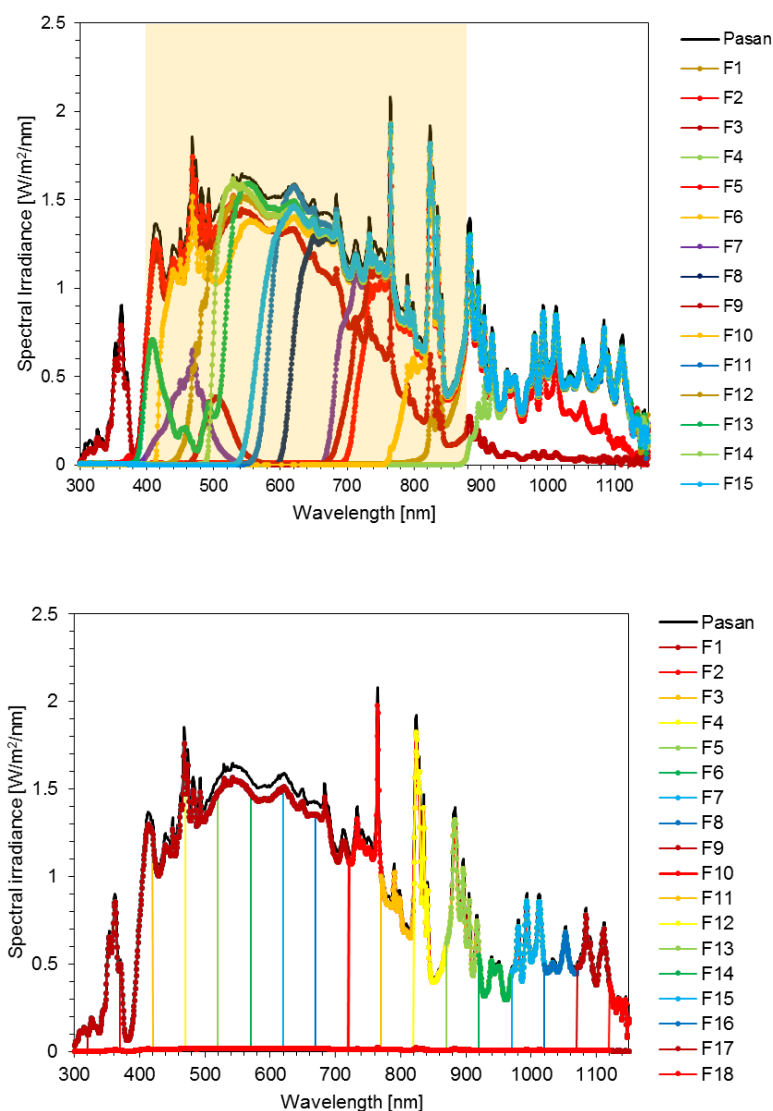 2.5
2
1.5
1
0.5
0
Spectral Irradiance [W/m²/nm]
300 400 500 600 700 800 900 1000 1100
Wavelength [nm]
Pasan
F1
F2
F3
F4
F5
F6
F7
F8
F9
F10
F11
F12
F13
F14
F15
2.5
2
1.5
1
0.5
0
Spectral irradiance [W/m²/nm]
300 400 500 600 700 800 900 1000 1100
Wavelength [nm]
Pasan
F1
F2
F3
F4
F5
F6
F7
F8
F9
F10
F11
F12
F13
F14
F15
F16
F17
F18